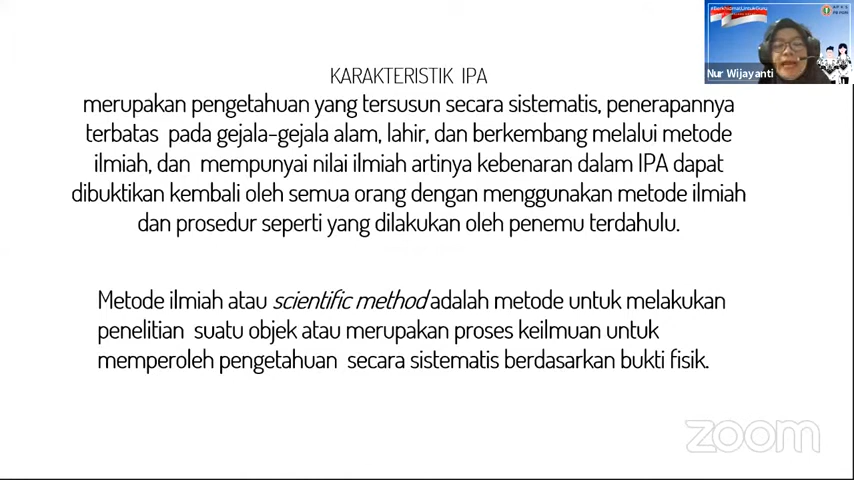 KARAKTERISTIK IPA
merupakan pengetahuan yang tersusun secara sistematis, penerapannya
terbatas pada gejala-gejala alam, lahir, dan berkembang melalui metode
ilmiah, dan mempunyai nilai ilmiah artinya kebenaran dalam IPA dapat
dibuktikan kembali oleh semua orang dengan menggunakan metode ilmiah
dan prosedur seperti yang dilakukan oleh penemu terdahulu.
Metode ilmiah atau scientific method adalah metode untuk melakukan
penelitian suatu objek atau merupakan proses keilmuan untuk
memperoleh pengetahuan secara sistematis berdasarkan bukti fisik.
Nur Wijayanti
zoom